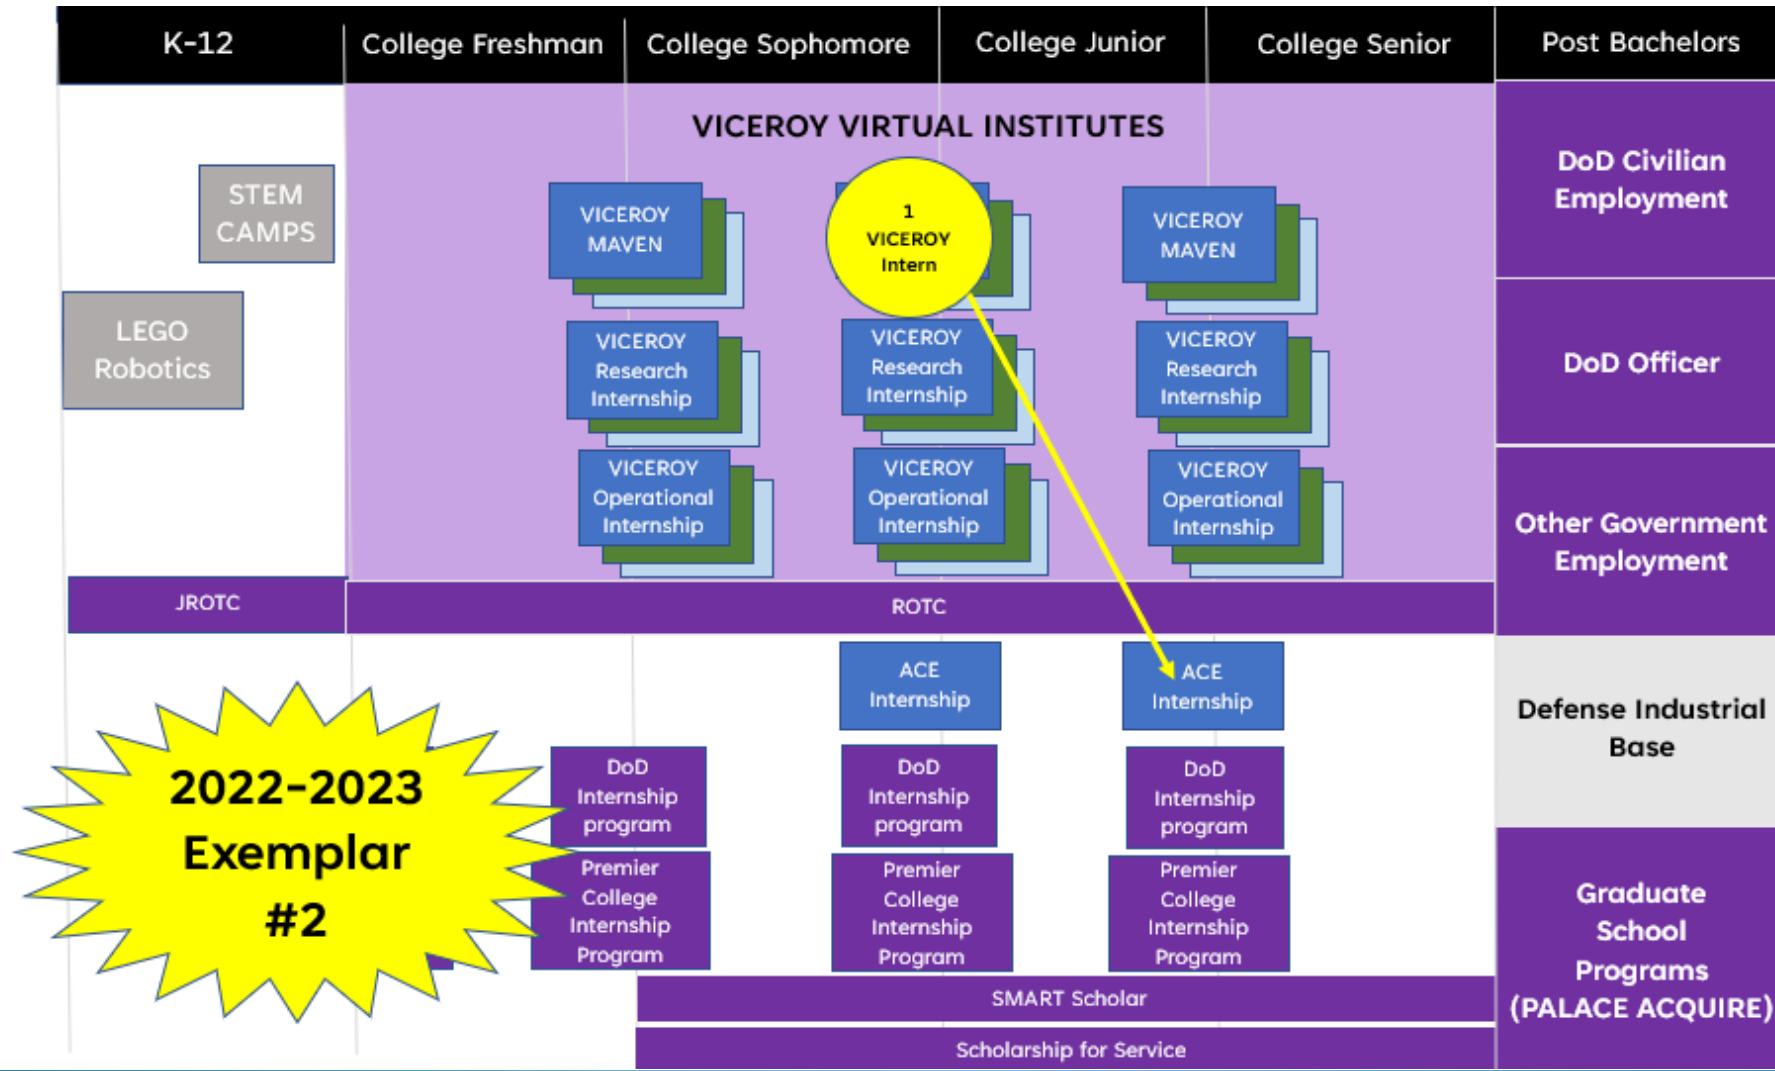 K-12
College Freshman
College Sophomore
College Junior
College Senior
Post Bachelors
VICEROY VIRTUAL INSTITUTES
STEM
CAMPS
LEGO
Robotics
VICEROY
MAVEN
1
VICEROY
Intern
VICEROY
MAVEN
VICEROY
Research
Internship
VICEROY
Research
Internship
VICEROY
Research
Internship
VICEROY
Operational
Internship
VICEROY
Operational
Internship
VICEROY
Operational
Internship
JROTC
ROTC
ACE
Internship
ACE
Internship
2022-2023
Exemplar
#2
DoD
Internship
program
DoD
Internship
program
DoD
Internship
program
Premier
College
Internship
Program
Premier
College
Internship
Program
Premier
College
Internship
Program
SMART Scholar
Scholarship for Service
DoD Civilian
Employment
DoD Officer
Other Government
Employment
Defense Industrial
Base
Graduate
School
Programs
(PALACE ACQUIRE)